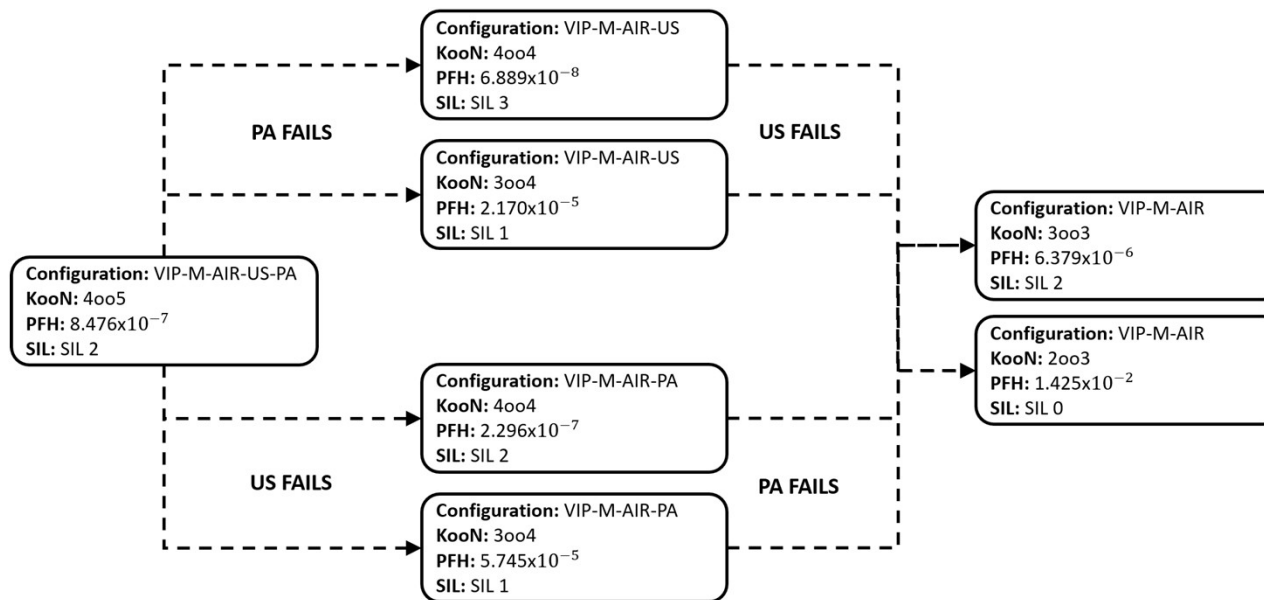 Configuration: VIP-M-AIR-US
KooN: 4oo4
PFH: 6.889x10⁻⁸
SIL: SIL 3
PA FAILS
US FAILS
Configuration: VIP-M-AIR-US
KooN: 3oo4
PFH: 2.170x10⁻⁵
SIL: SIL 1
Configuration: VIP-M-AIR-US-PA
KooN: 4oo5
PFH: 8.476x10⁻⁷
SIL: SIL 2
Configuration: VIP-M-AIR
KooN: 3oo3
PFH: 6.379x10⁻⁶
SIL: SIL 2
Configuration: VIP-M-AIR
KooN: 2oo3
PFH: 1.425x10⁻²
SIL: SIL 0
Configuration: VIP-M-AIR-PA
KooN: 4oo4
PFH: 2.296x10⁻⁷
SIL: SIL 2
US FAILS
PA FAILS
Configuration: VIP-M-AIR-PA
KooN: 3oo4
PFH: 5.745x10⁻⁵
SIL: SIL 1